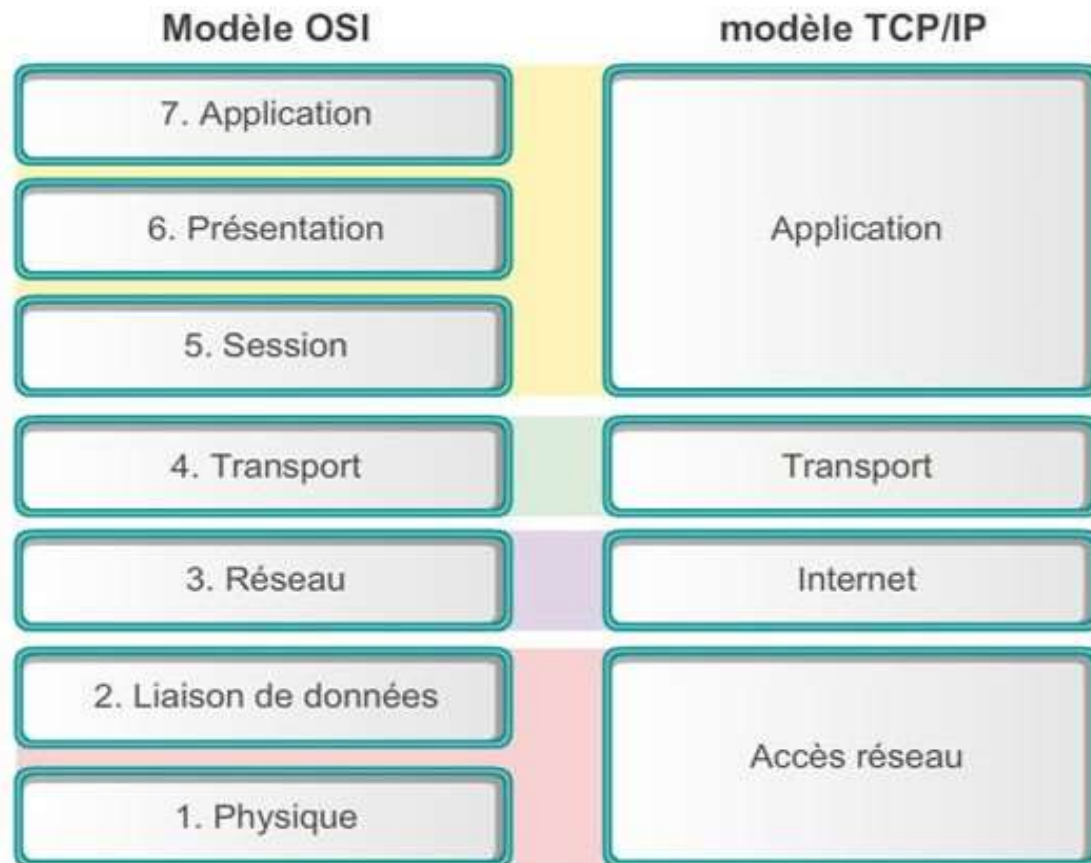 Modèle OSI
modèle TCP/IP
7. Application
6. Présentation
5. Session
Application
4. Transport
Transport
3. Réseau
Internet
2. Liaison de données
1. Physique
Accès réseau